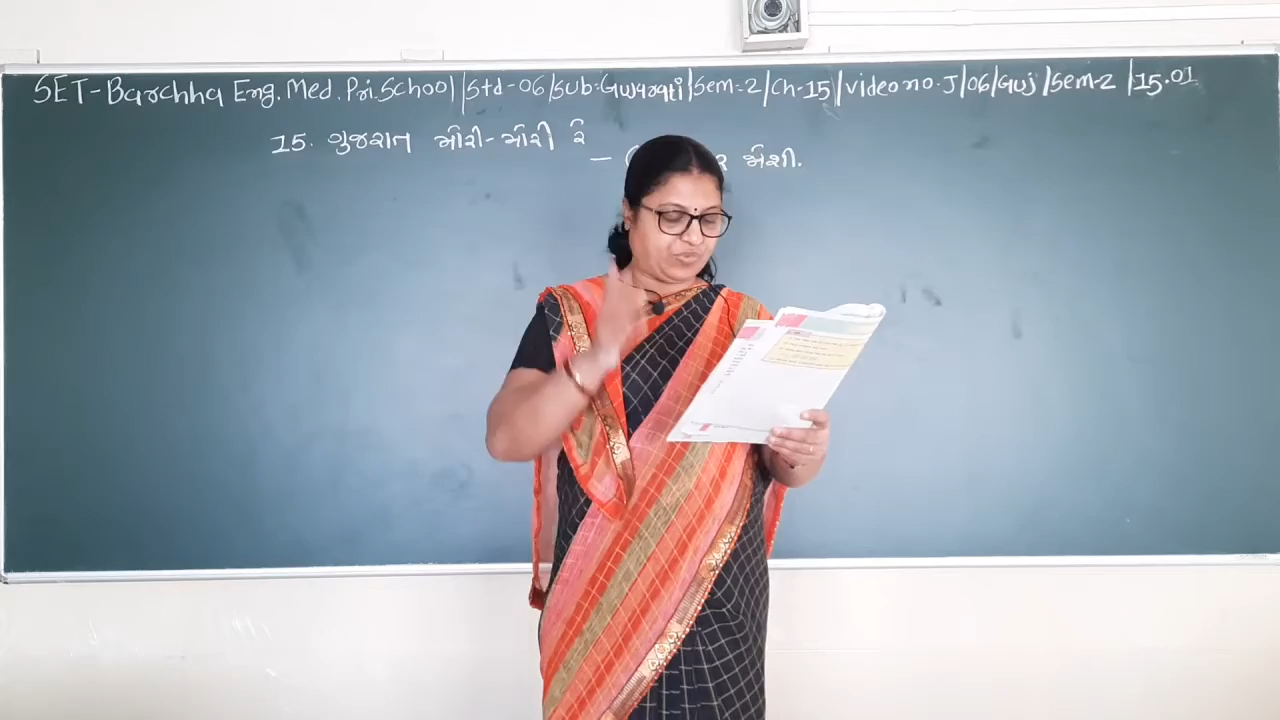 SET-Barchha Eng. Med. Pri. School | Std-06 | Sub:Gujarati | Sem-2 | Ch-15 | video no. J | 06 | Guj | Sem-2 | 15.01
15. ગુજરાત મોરી-મોરી રે
- જોશી.